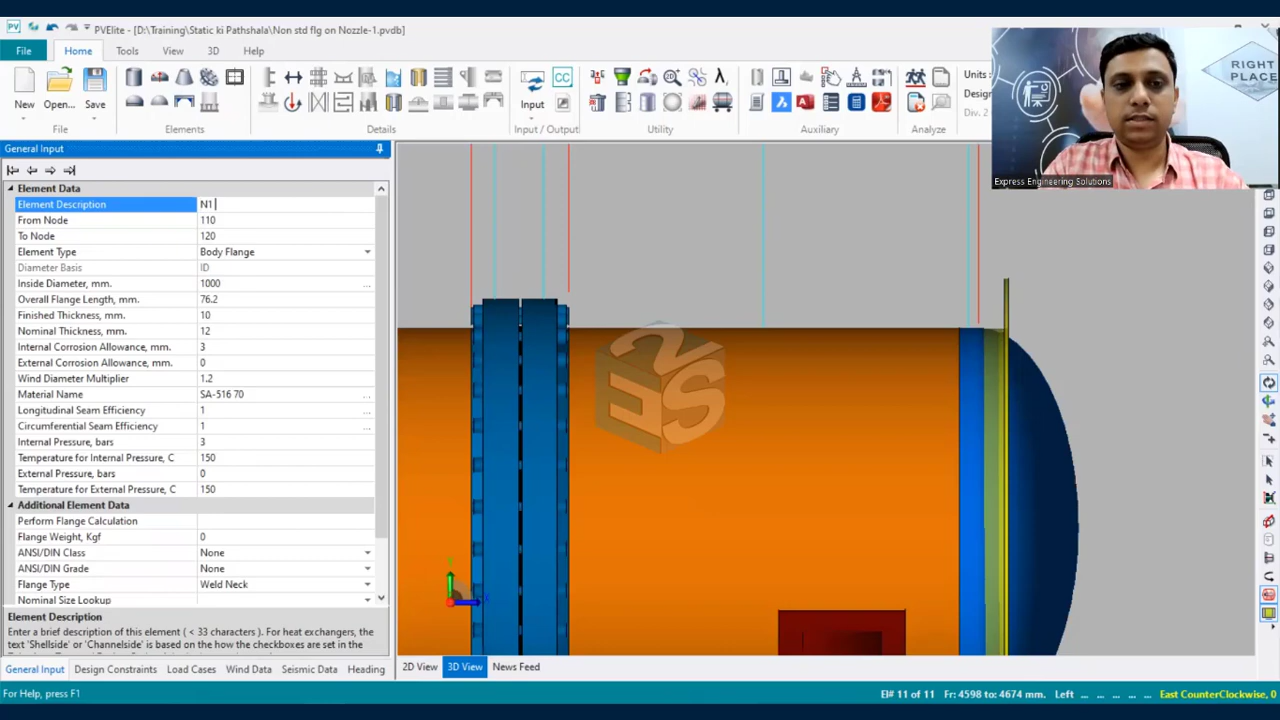 PVElite - [D:\Training\Static ki Pathshala\Non std flg on Nozzle-1.pvdb]
File Home Tools View 3D Help
New Open... Save Input CC Units :
Design
Div. 2
File Elements Details Input / Output Utility Auxiliary Analyze
RIGHT
PLACE
Express Engineering Solutions
General Input
Element Data
Element Description N1
From Node 110
To Node 120
Element Type Body Flange
Diameter Basis ID
Inside Diameter, mm. 1000 ...
Overall Flange Length, mm. 76.2
Finished Thickness, mm. 10
Nominal Thickness, mm. 12
Internal Corrosion Allowance, mm. 3
External Corrosion Allowance, mm. 0
Wind Diameter Multiplier 1.2
Material Name SA-516 70 ...
Longitudinal Seam Efficiency 1 ...
Circumferential Seam Efficiency 1 ...
Internal Pressure, bars 3
Temperature for Internal Pressure, C 150
External Pressure, bars 0
Temperature for External Pressure, C 150
Additional Element Data
Perform Flange Calculation
Flange Weight, Kgf 0
ANSI/DIN Class None
ANSI/DIN Grade None
Flange Type Weld Neck
Nominal Size Lookup
Element Description
Enter a brief description of this element ( < 33 characters ). For heat exchangers, the
text 'Shellside' or 'Channelside' is based on the how the checkboxes are set in the
General Input Design Constraints Load Cases Wind Data Seismic Data Heading
2D View 3D View News Feed
2ES
For Help, press F1 El# 11 of 11 Fr: 4598 to: 4674 mm. Left ... ... ... ... ... East CounterClockwise, 0